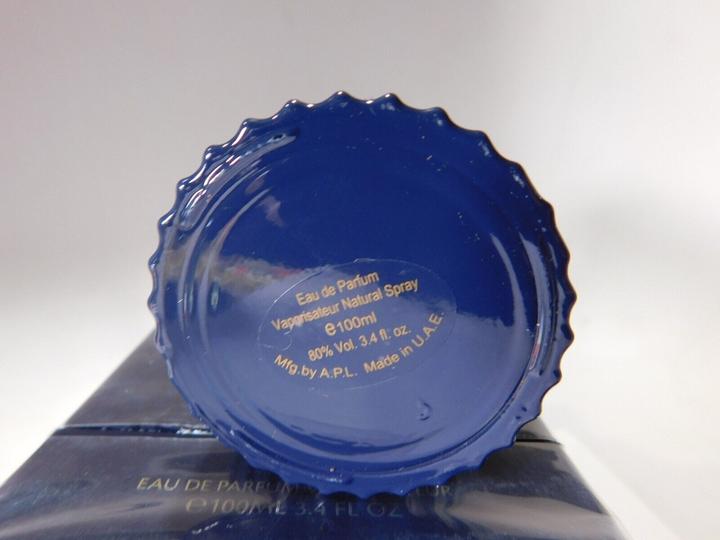 Eau de Parfum
Vaporisateur Natural Spray
℮100ml
80% Vol. 3.4 fl. oz.
Mfg.by A.P.L. Made in U.A.E.
EAU DE PARFUM
℮100ML 3.4 FL OZ